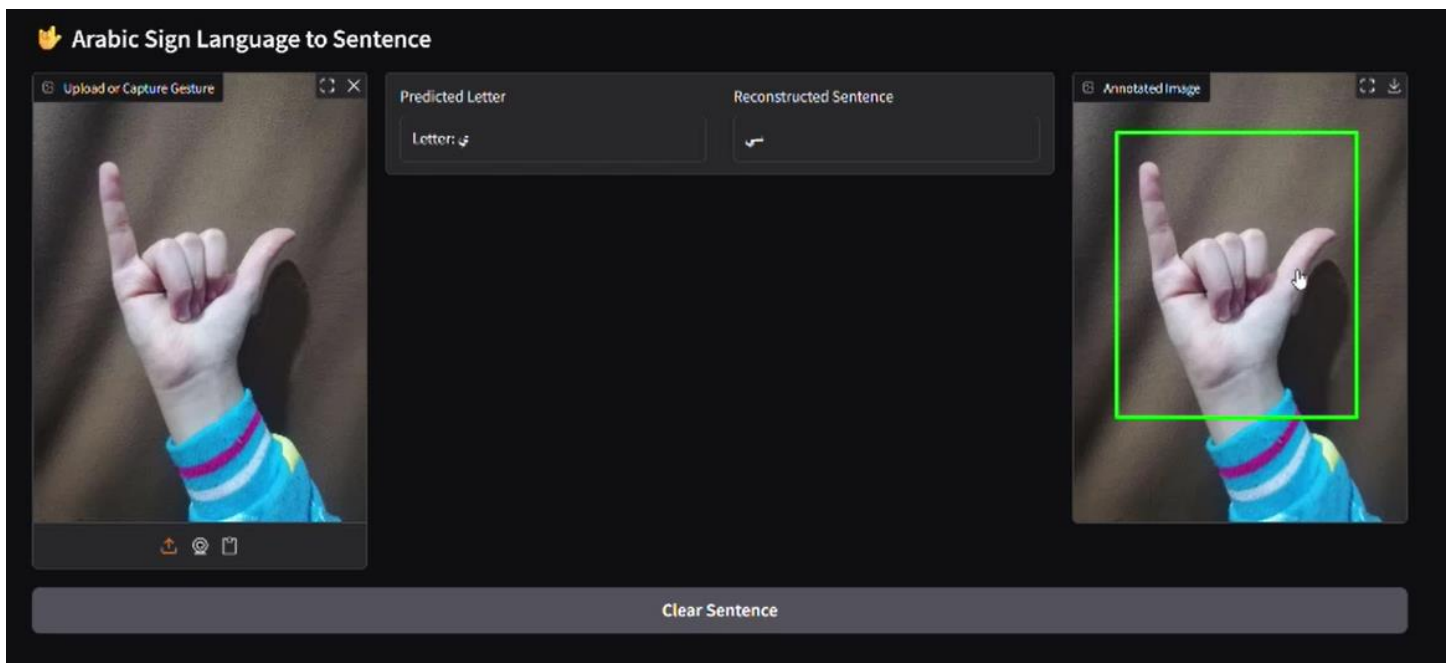 Arabic Sign Language to Sentence
Upload or Capture Gesture
Predicted Letter
Letter: ي
Reconstructed Sentence
Annotated Image
Clear Sentence